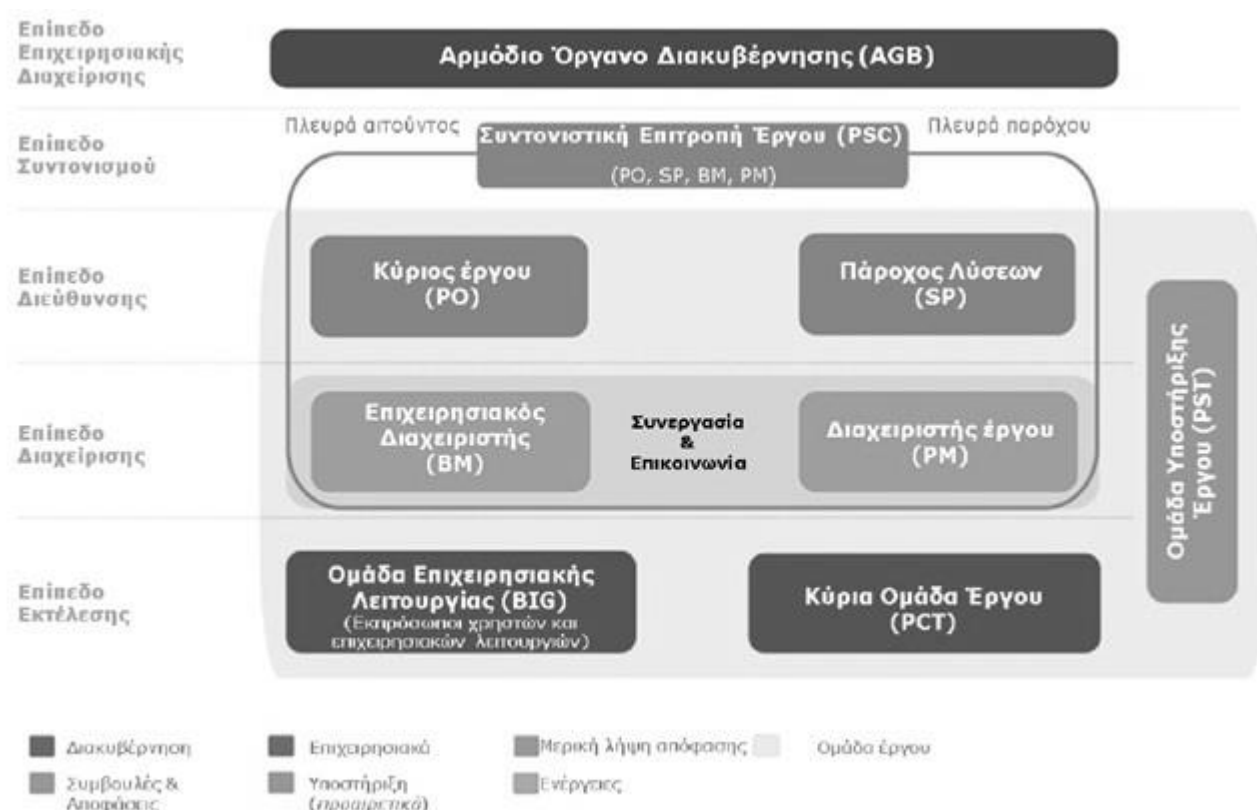 Επίπεδο
Επιχειρησιακής
Διαχείρισης
Αρμόδιο Όργανο Διακυβέρνησης (AGB)
Επίπεδο
Συντονισμού
Πλευρά αιτούντος
Συντονιστική Επιτροπή Έργου (PSC)
(PO, SP, BM, PM)
Πλευρά παρόχου
Επίπεδο
Διεύθυνσης
Κύριος έργου
(PO)
Πάροχος Λύσεων
(SP)
Επίπεδο
Διαχείρισης
Επιχειρησιακός
Διαχειριστής
(BM)
Συνεργασία
&
Επικοινωνία
Διαχειριστής έργου
(PM)
Ομάδα Υποστήριξης
Έργου (PST)
Επίπεδο
Εκτέλεσης
Ομάδα Επιχειρησιακής
Λειτουργίας (BIG)
(Εκπρόσωποι χρηστών και
επιχειρησιακών λειτουργιών)
Κύρια Ομάδα Έργου
(PCT)
Διακυβέρνηση
Επιχειρησιακά
Μερική λήψη απόφασης
Ομάδα έργου
Συμβουλές &
Αποφάσεις
Υποστήριξη
(προαιρετικό)
Ενέργειες